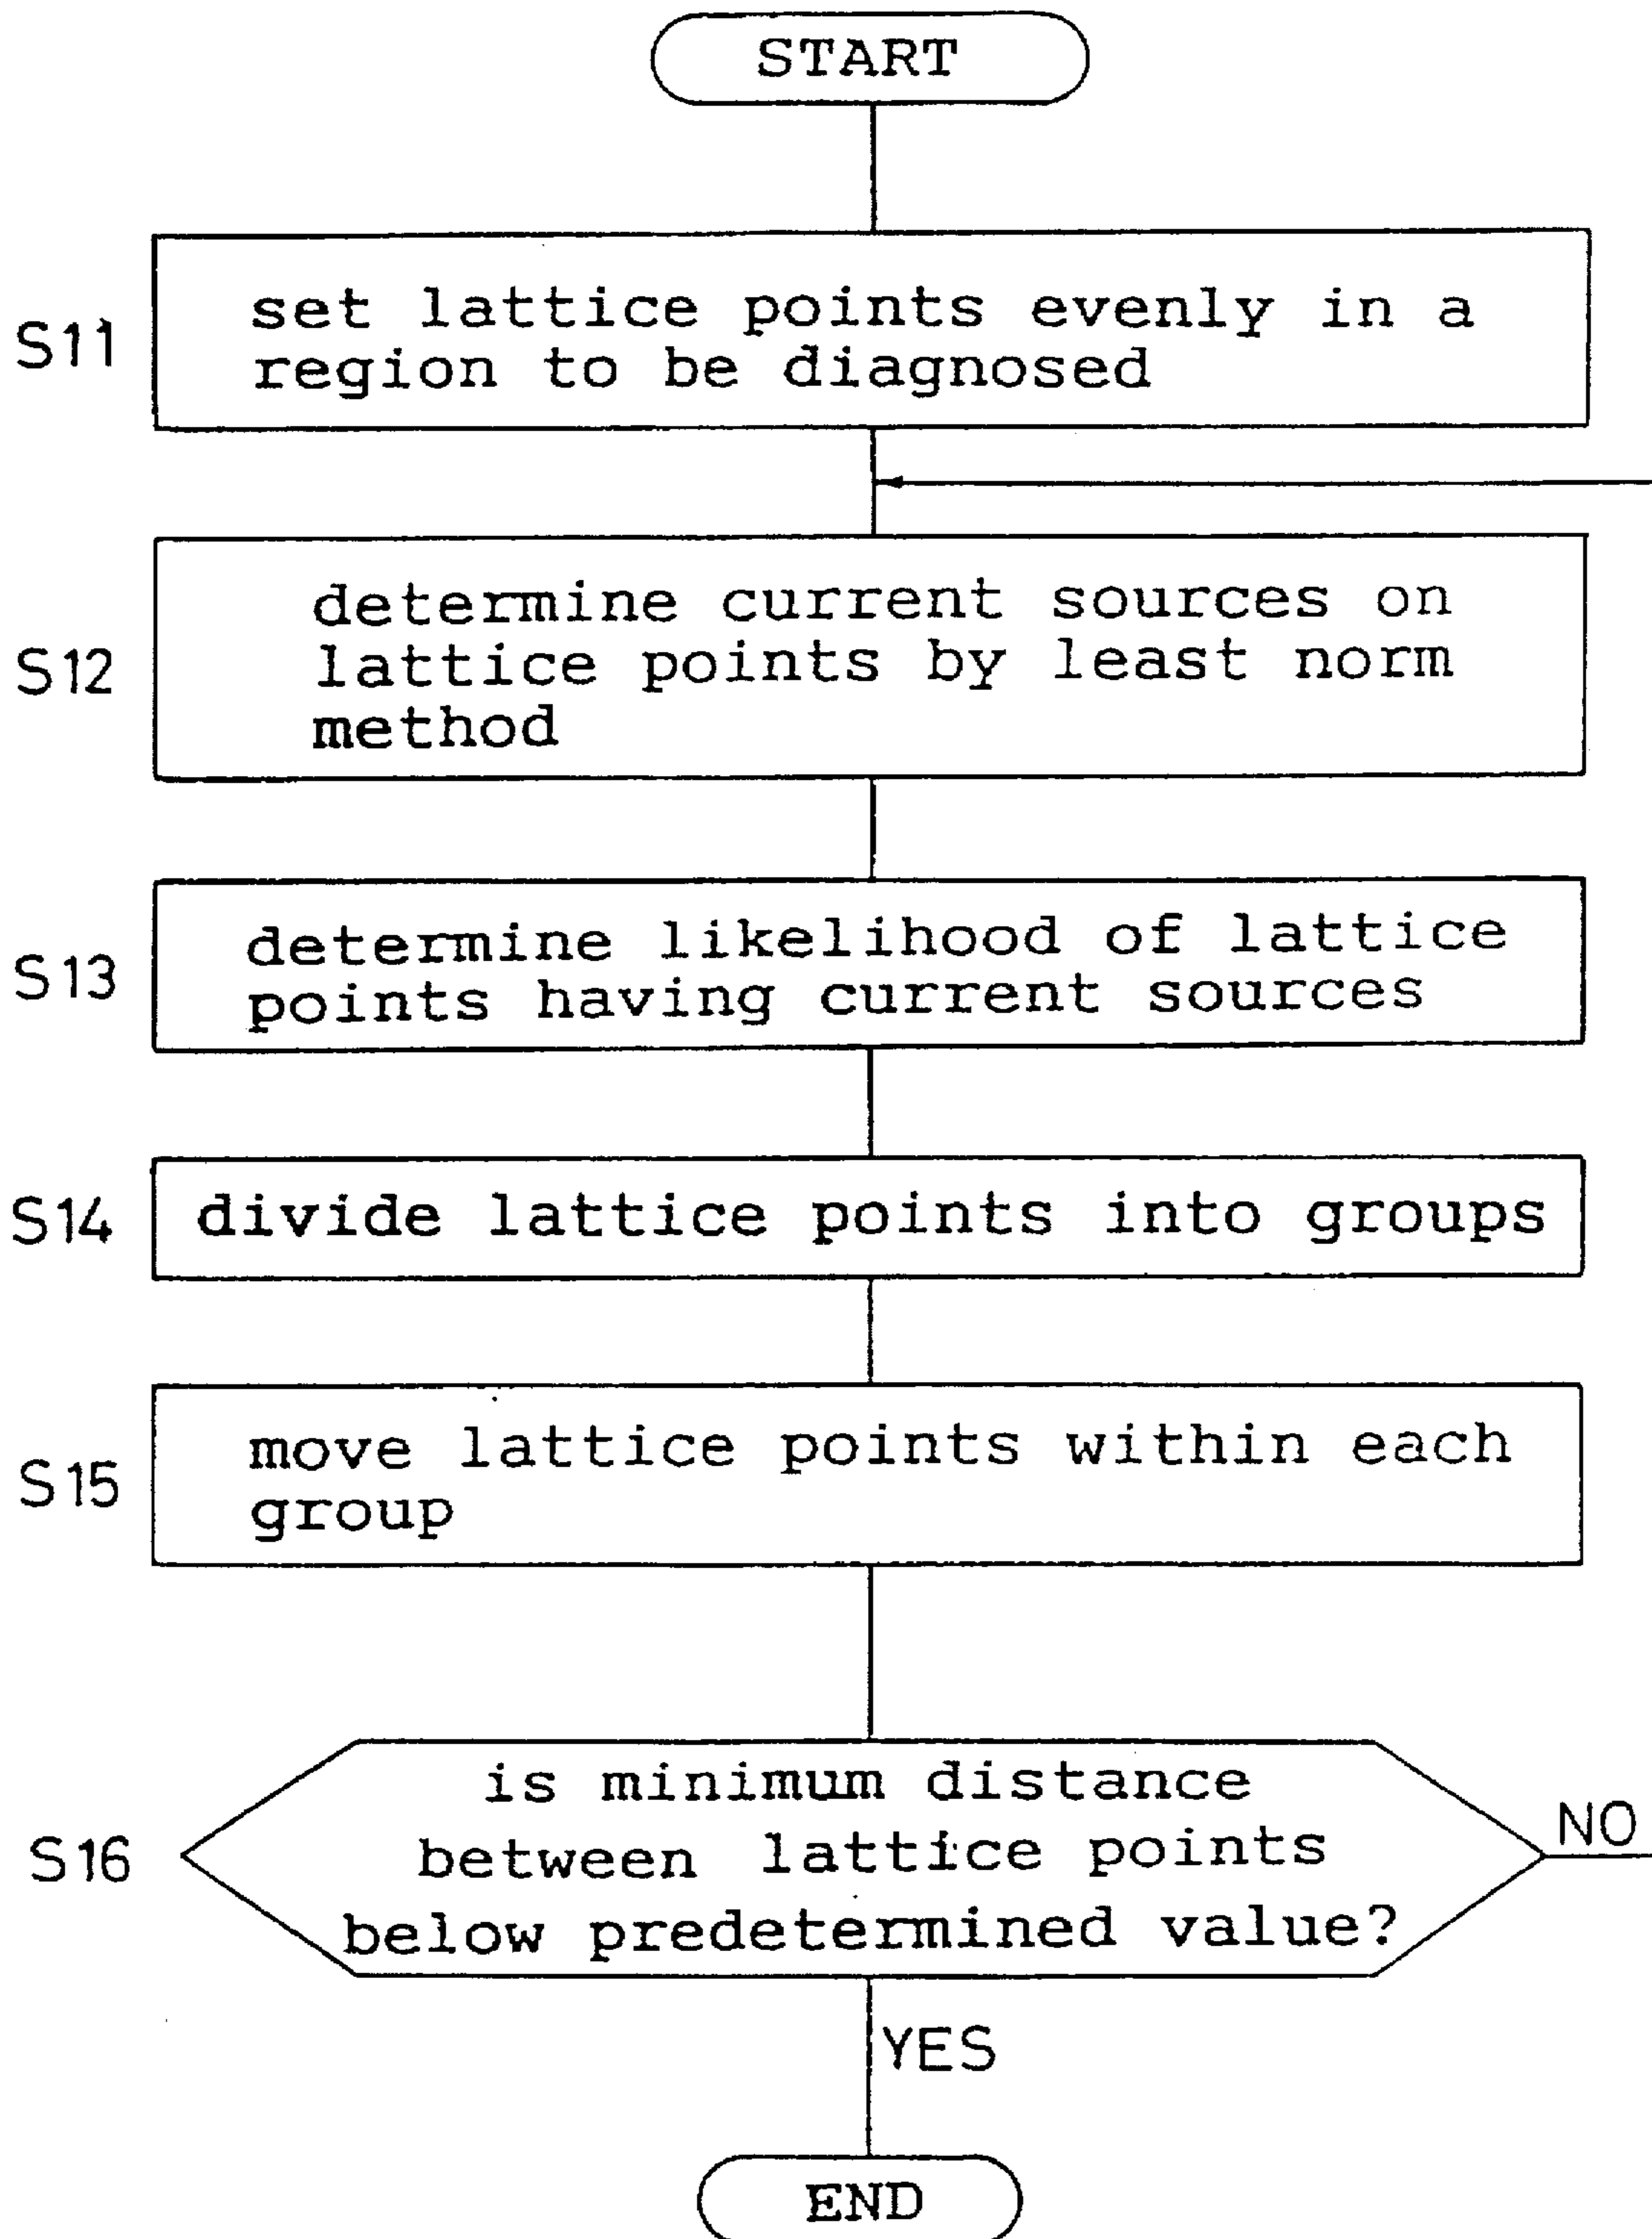 START
S11
set lattice points evenly in a
region to be diagnosed
S12
determine current sources on
lattice points by least norm
method
S13
determine likelihood of lattice
points having current sources
S14
divide lattice points into groups
S15
move lattice points within each
group
S16
is minimum distance
between lattice points
below predetermined value?
NO
YES
END